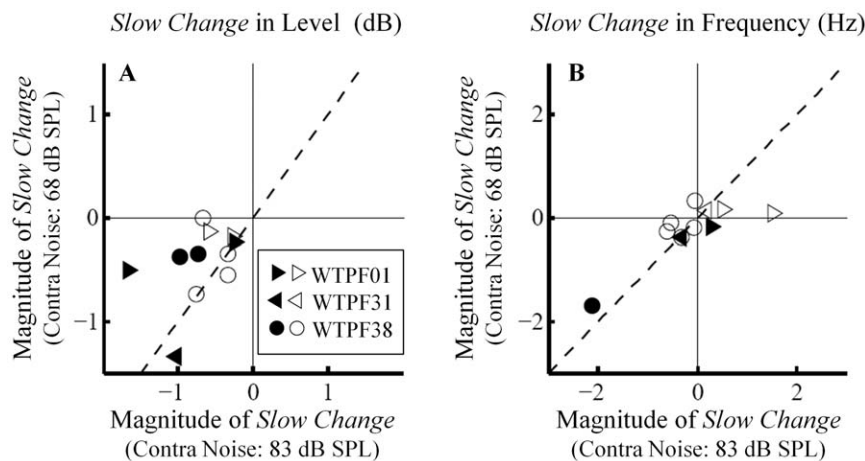 Slow Change in Level (dB)
Slow Change in Frequency (Hz)
A
Magnitude of Slow Change
(Contra Noise: 68 dB SPL)
1
0
−1
WTPF01
WTPF31
WTPF38
−1 0 1
Magnitude of Slow Change
(Contra Noise: 83 dB SPL)
B
Magnitude of Slow Change
(Contra Noise: 68 dB SPL)
2
0
−2
−2 0 2
Magnitude of Slow Change
(Contra Noise: 83 dB SPL)